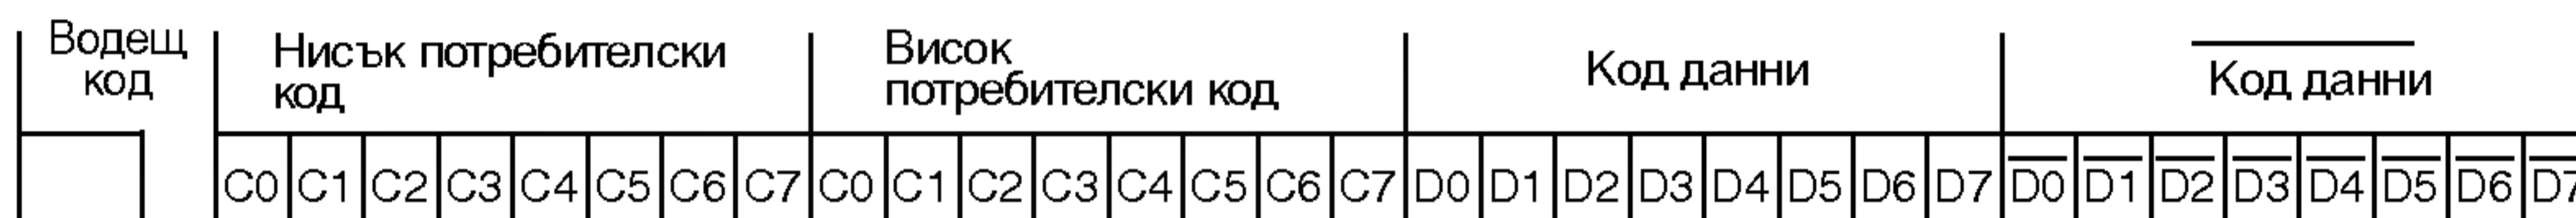 Водещ
код
Нисък потребителски
код
Висок
потребителски код
Код данни
Код данни
C0 C1 C2 C3 C4 C5 C6 C7 C0 C1 C2 C3 C4 C5 C6 C7 D0 D1 D2 D3 D4 D5 D6 D7 D0 D1 D2 D3 D4 D5 D6 D7